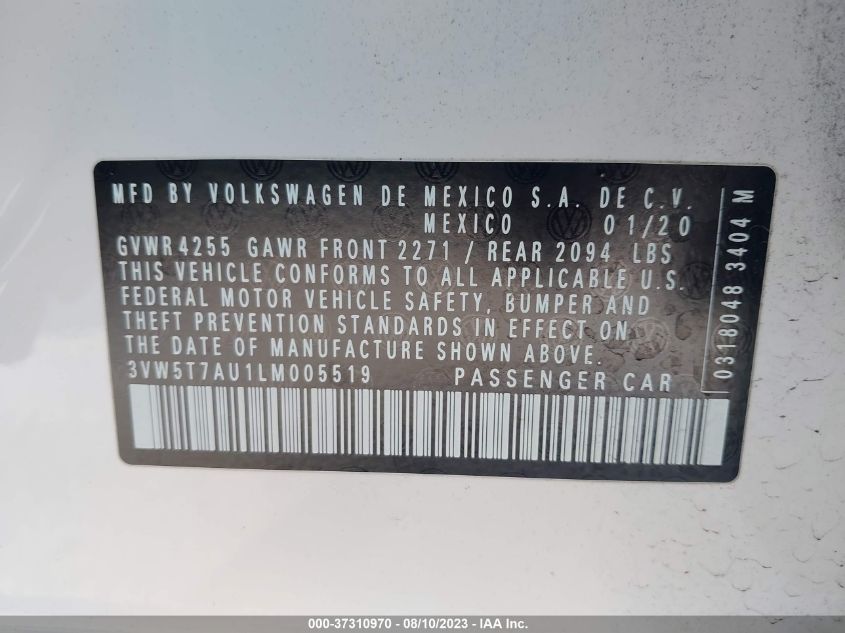 MFD BY VOLKSWAGEN DE MEXICO S.A. DE C.V.
MEXICO 01/20
GVWR 4255 GAWR FRONT 2271 / REAR 2094 LBS
THIS VEHICLE CONFORMS TO ALL APPLICABLE U.S.
FEDERAL MOTOR VEHICLE SAFETY, BUMPER AND
THEFT PREVENTION STANDARDS IN EFFECT ON
THE DATE OF MANUFACTURE SHOWN ABOVE.
3VW5T7AU1LM005519 PASSENGER CAR
0318048 3404 M
000-37310970 - 08/10/2023 - IAA Inc.